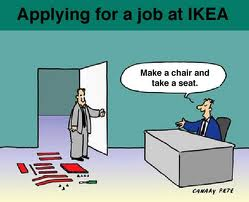 Applying for a job at IKEA
Make a chair and
take a seat.
CANARY PETE